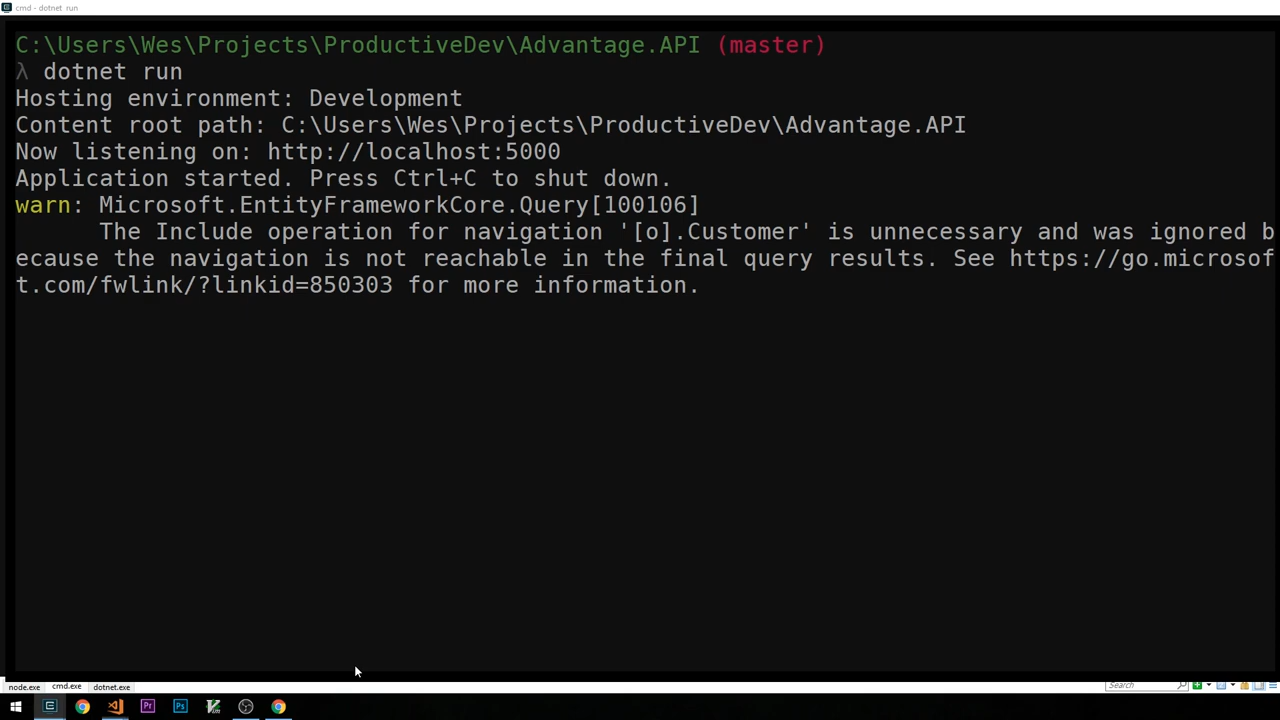 cmd - dotnet run
C:\Users\Wes\Projects\ProductiveDev\Advantage.API (master)
λ dotnet run
Hosting environment: Development
Content root path: C:\Users\Wes\Projects\ProductiveDev\Advantage.API
Now listening on: http://localhost:5000
Application started. Press Ctrl+C to shut down.
warn: Microsoft.EntityFrameworkCore.Query[100106]
The Include operation for navigation '[o].Customer' is unnecessary and was ignored b
ecause the navigation is not reachable in the final query results. See https://go.microsof
t.com/fwlink/?linkid=850303 for more information.
node.exe cmd.exe dotnet.exe Search
Pr Ps